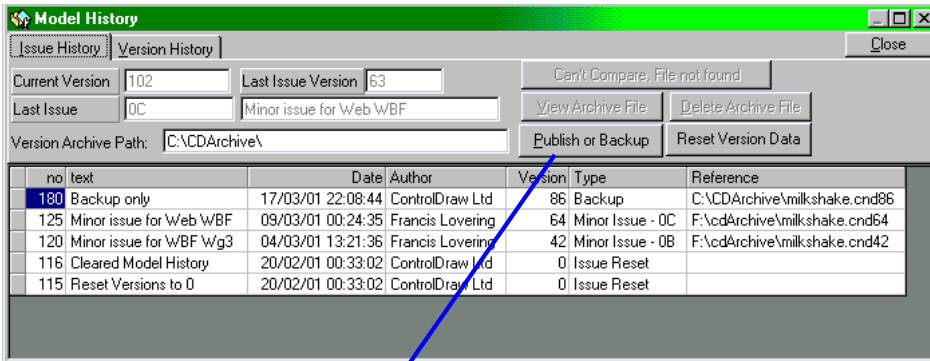 Model History
Issue History Version History Close
Current Version 102 Last Issue Version 63 Can't Compare, File not found
Last Issue 0C Minor issue for Web WBF View Archive File Delete Archive File
Version Archive Path: C:\CDArchive\ Publish or Backup Reset Version Data
no text Date Author Version Type Reference
180 Backup only 17/03/01 22:08:44 ControlDraw Ltd 86 Backup C:\CDArchive\milkshake.cnd86
125 Minor issue for Web WBF 09/03/01 00:24:35 Francis Lovering 64 Minor Issue - 0C F:\cdArchive\milkshake.cnd64
120 Minor issue for WBF Wg3 04/03/01 13:21:36 Francis Lovering 42 Minor Issue - 0B F:\cdArchive\milkshake.cnd42
116 Cleared Model History 20/02/01 00:33:02 ControlDraw Ltd 0 Issue Reset
115 Reset Versions to 0 20/02/01 00:33:02 ControlDraw Ltd 0 Issue Reset